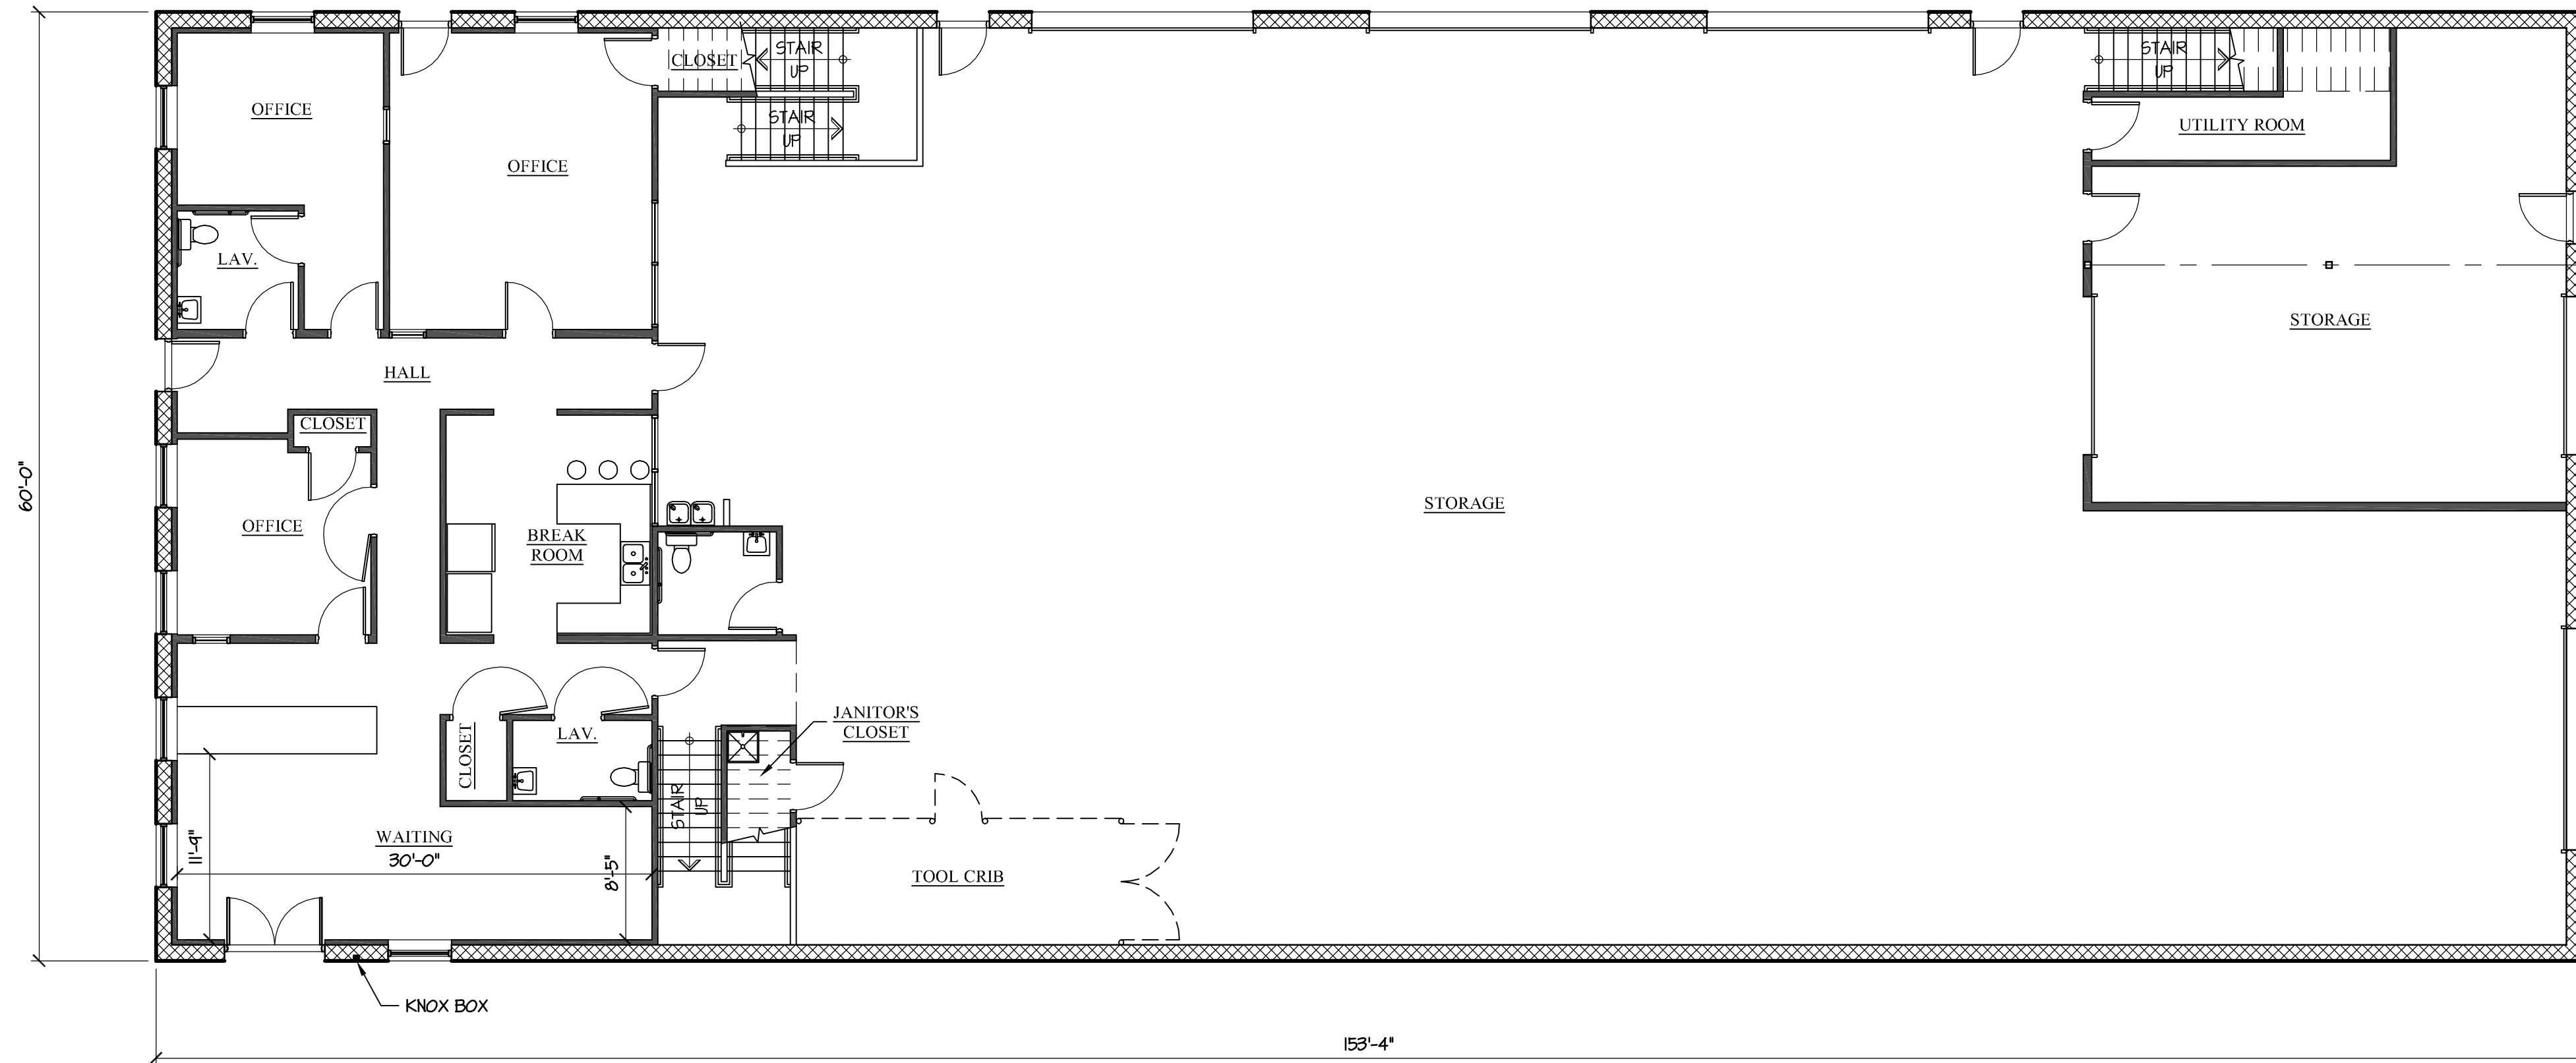 STAIR
UP
CLOSET
STAIR
UP
STAIR
UP
OFFICE
UTILITY ROOM
OFFICE
LAV.
STORAGE
HALL
CLOSET
60'-0"
STORAGE
OFFICE
BREAK
ROOM
JANITOR'S
CLOSET
LAV.
CLOSET
STAIR
UP
WAITING
30'-0"
11'-9"
8'-5"
TOOL CRIB
KNOX BOX
153'-4"